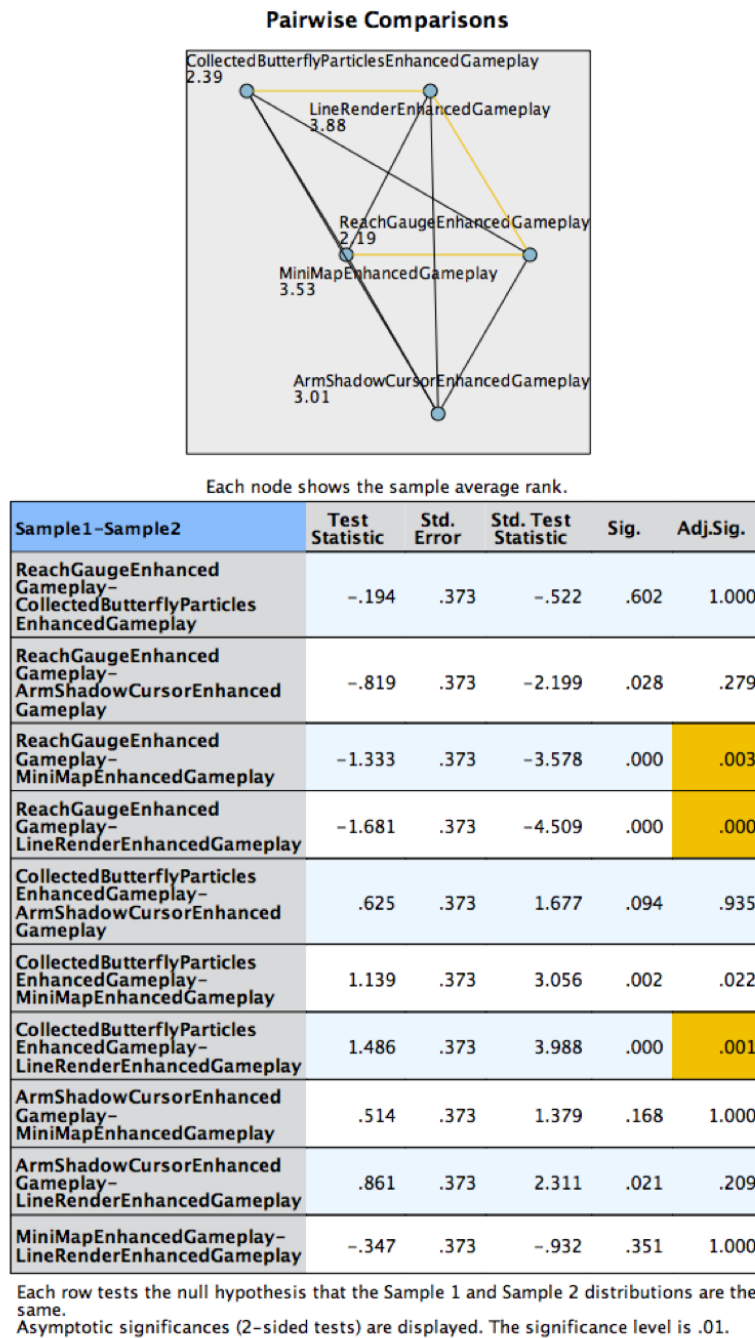 Pairwise Comparisons
CollectedButterflyParticlesEnhancedGameplay
2.39
LineRenderEnhancedGameplay
3.88
ReachGaugeEnhancedGameplay
2.19
MiniMapEnhancedGameplay
3.53
ArmShadowCursorEnhancedGameplay
3.01
Each node shows the sample average rank.
Sample1-Sample2 Test Statistic Std. Error Std. Test Statistic Sig. Adj.Sig.
ReachGaugeEnhanced
Gameplay-
CollectedButterflyParticles
EnhancedGameplay
-.194 .373 -.522 .602 1.000
ReachGaugeEnhanced
Gameplay-
ArmShadowCursorEnhanced
Gameplay
-.819 .373 -2.199 .028 .279
ReachGaugeEnhanced
Gameplay-
MiniMapEnhancedGameplay
-1.333 .373 -3.578 .000 .003
ReachGaugeEnhanced
Gameplay-
LineRenderEnhancedGameplay
-1.681 .373 -4.509 .000 .000
CollectedButterflyParticles
EnhancedGameplay-
ArmShadowCursorEnhanced
Gameplay
.625 .373 1.677 .094 .935
CollectedButterflyParticles
EnhancedGameplay-
MiniMapEnhancedGameplay
1.139 .373 3.056 .002 .022
CollectedButterflyParticles
EnhancedGameplay-
LineRenderEnhancedGameplay
1.486 .373 3.988 .000 .001
ArmShadowCursorEnhanced
Gameplay-
MiniMapEnhancedGameplay
.514 .373 1.379 .168 1.000
ArmShadowCursorEnhanced
Gameplay-
LineRenderEnhancedGameplay
.861 .373 2.311 .021 .209
MiniMapEnhancedGameplay-
LineRenderEnhancedGameplay
-.347 .373 -.932 .351 1.000
Each row tests the null hypothesis that the Sample 1 and Sample 2 distributions are the
same.
Asymptotic significances (2-sided tests) are displayed. The significance level is .01.